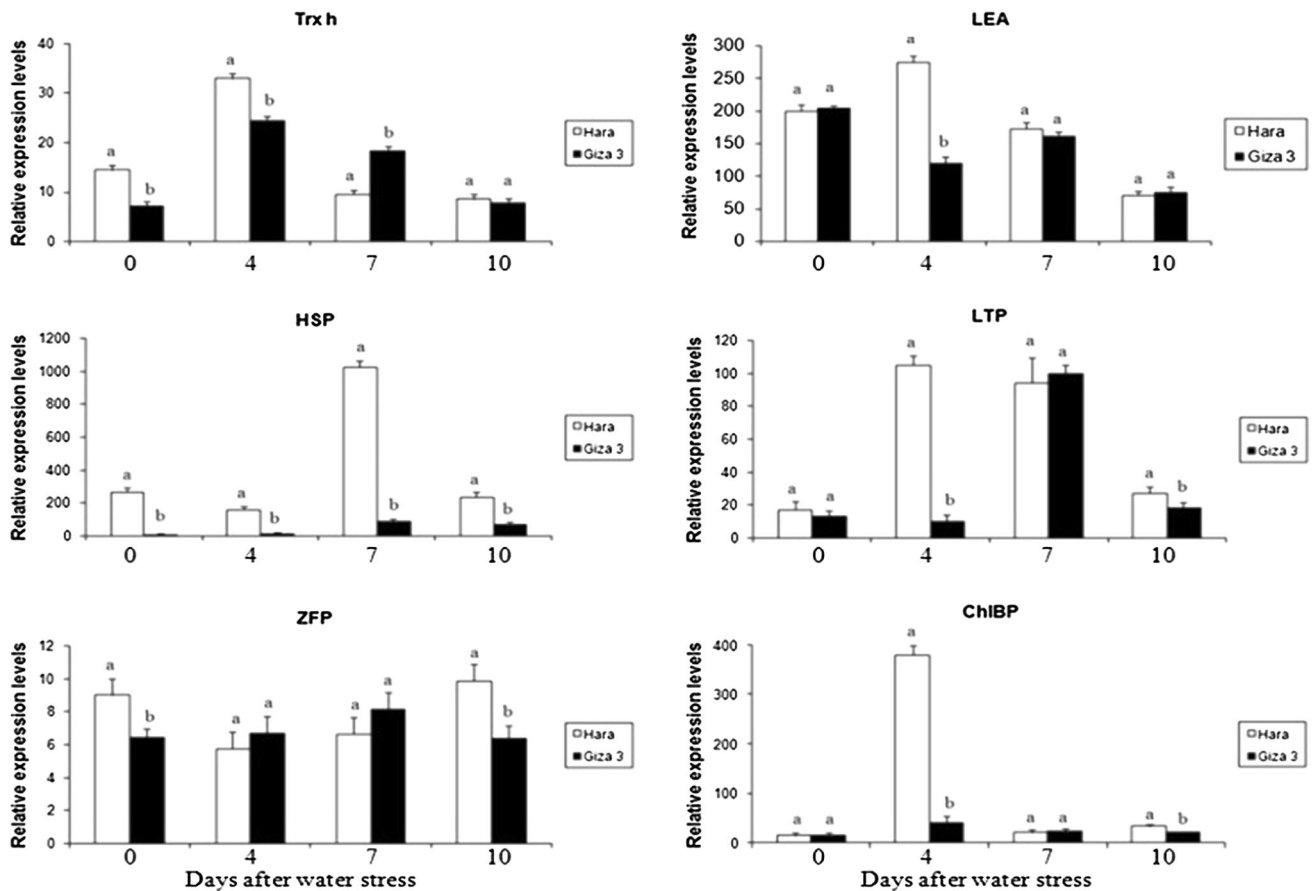 Trx h
Relative expression levels
40
30
20
10
0
a
b
a
b
a
b
a
a
0 4 7 10
Hara
Giza 3
LEA
Relative expression levels
300
250
200
150
100
50
0
a
a
a
b
a
a
a
a
0 4 7 10
Hara
Giza 3
HSP
Relative expression levels
1200
1000
800
600
400
200
0
a
b
a
b
a
b
a
b
0 4 7 10
Hara
Giza 3
LTP
Relative expression levels
120
100
80
60
40
20
0
a
a
a
b
a
a
a
b
0 4 7 10
Hara
Giza 3
ZFP
Relative expression levels
12
10
8
6
4
2
0
a
b
a
a
a
a
a
b
0 4 7 10
Days after water stress
Hara
Giza 3
ChlBP
Relative expression levels
400
300
200
100
0
a
a
a
b
a
a
a
b
0 4 7 10
Days after water stress
Hara
Giza 3